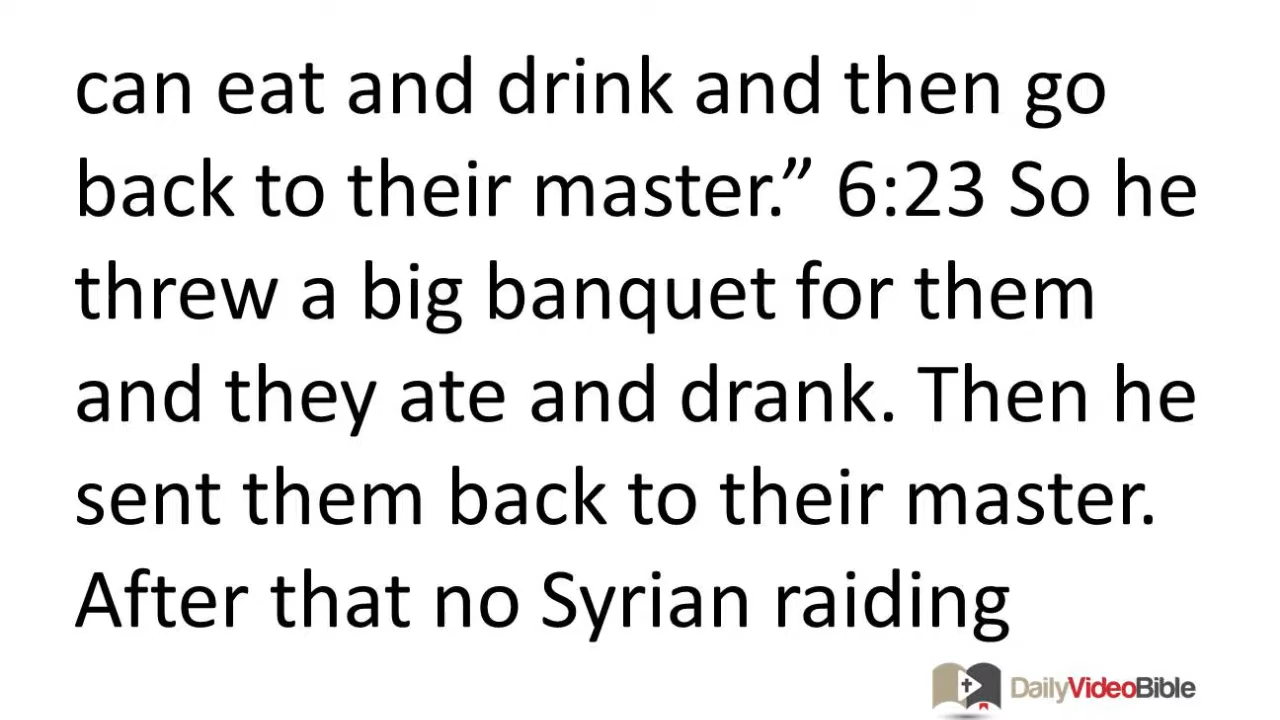 can eat and drink and then go
back to their master.” 6:23 So he
threw a big banquet for them
and they ate and drank. Then he
sent them back to their master.
After that no Syrian raiding
DailyVideoBible